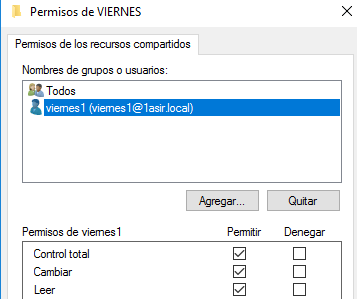 Permisos de VIERNES
Permisos de los recursos compartidos
Nombres de grupos o usuarios:
Todos
viernes1 (viernes1@1asir.local)
Agregar... Quitar
Permisos de viernes1 Permitir Denegar
Control total
Cambiar
Leer